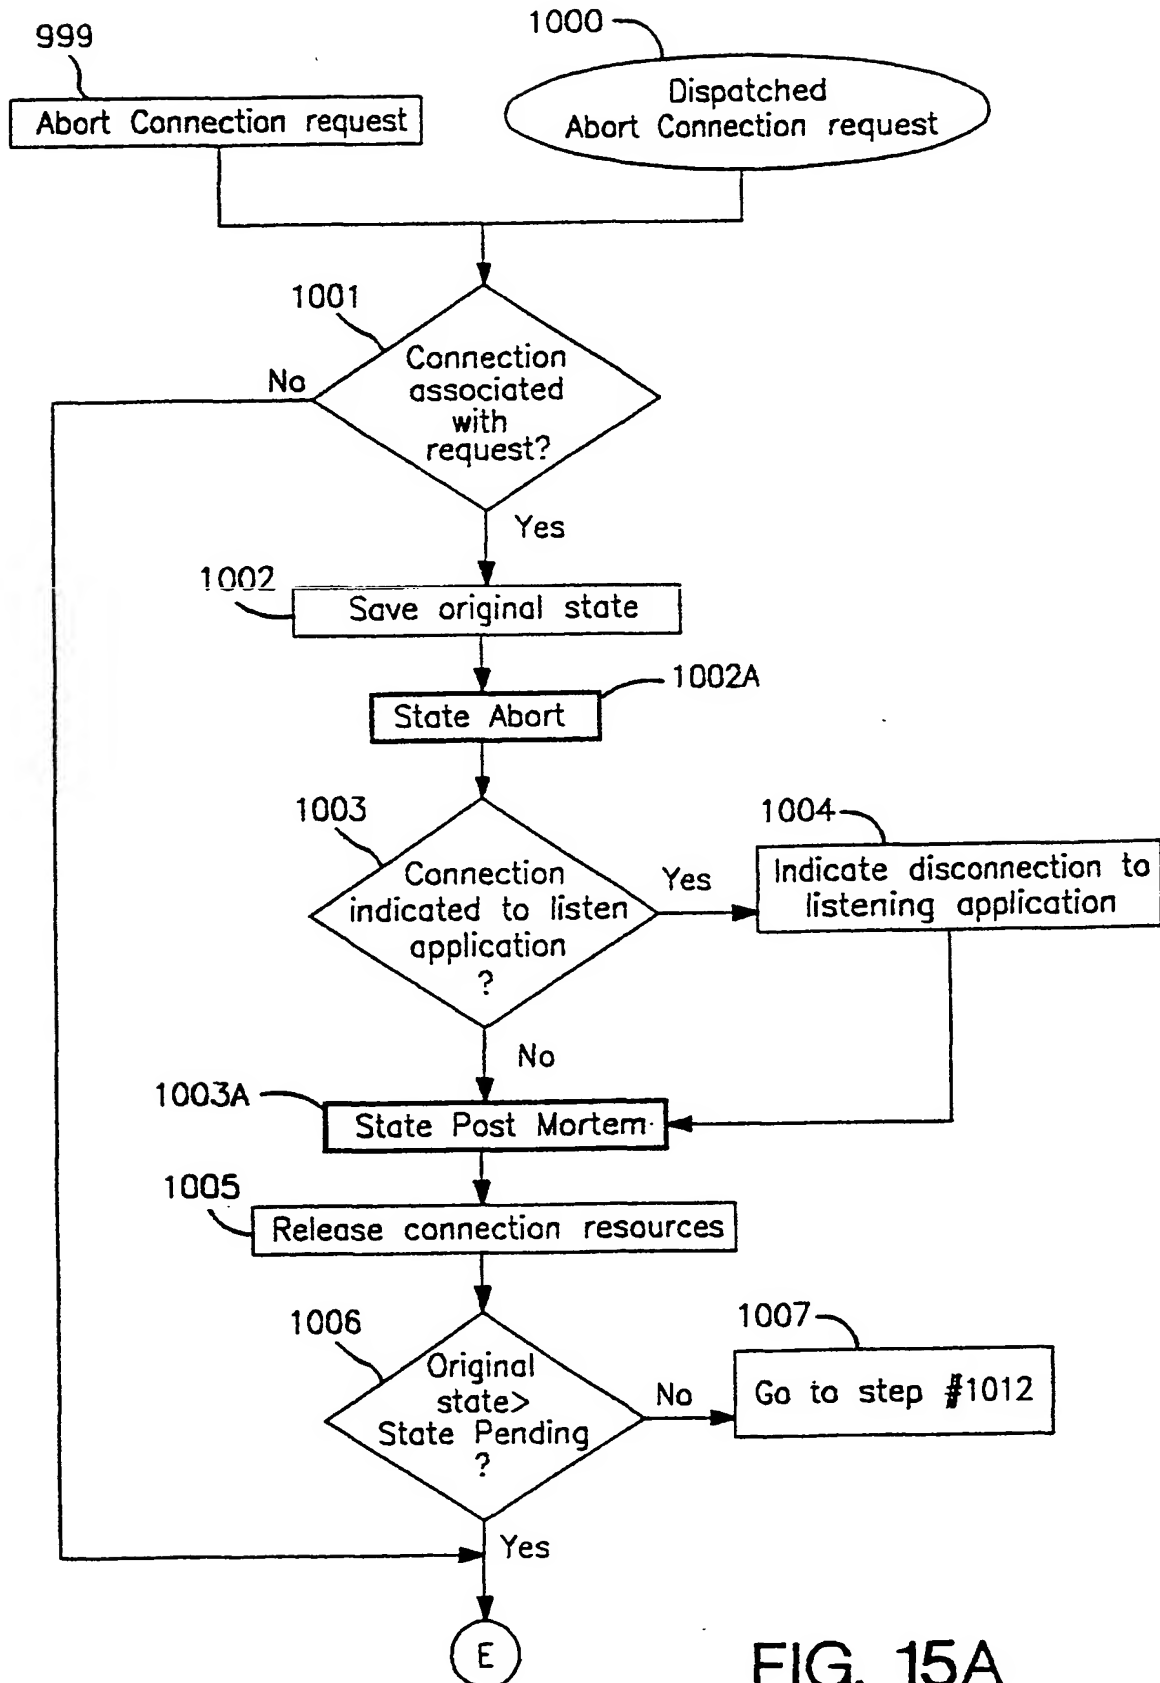 999
1000
Abort Connection request
Dispatched
Abort Connection request
1001
Connection
associated
with
request?
No
Yes
1002
Save original state
1002A
State Abort
1003
Connection
indicated to listen
application
?
Yes
1004
Indicate disconnection to
listening application
No
1003A
State Post Mortem
1005
Release connection resources
1006
Original
state>
State Pending
?
No
1007
Go to step #1012
Yes
E
FIG. 15A